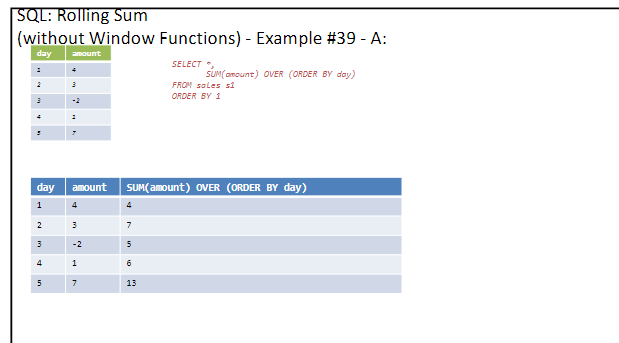 SQL: Rolling Sum
(without Window Functions) - Example #39 - A:
day amount
1 4
2 3
3 -2
4 1
5 7
SELECT *,
SUM(amount) OVER (ORDER BY day)
FROM sales s1
ORDER BY 1
day amount SUM(amount) OVER (ORDER BY day)
1 4 4
2 3 7
3 -2 5
4 1 6
5 7 13